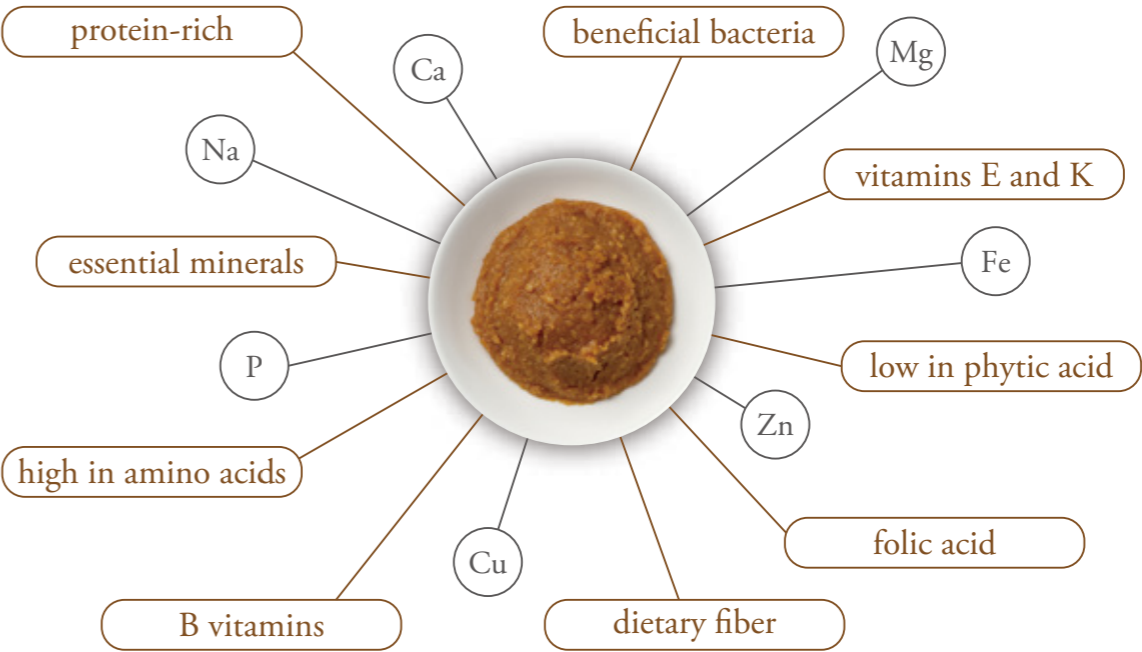 protein-rich
beneficial bacteria
Ca
Mg
Na
vitamins E and K
essential minerals
Fe
P
low in phytic acid
Zn
high in amino acids
folic acid
Cu
B vitamins
dietary fiber